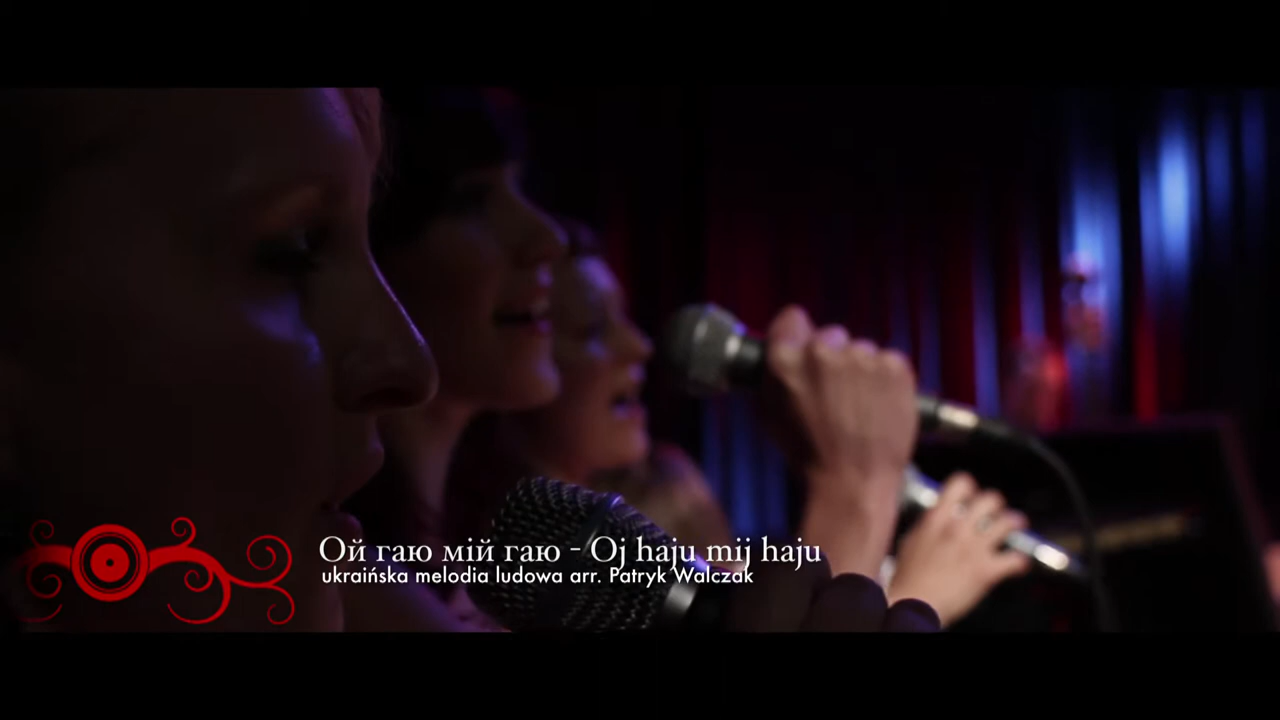 Ой гаю мій гаю - Oj haju mij haju
ukraińska melodia ludowa arr. Patryk Walczak